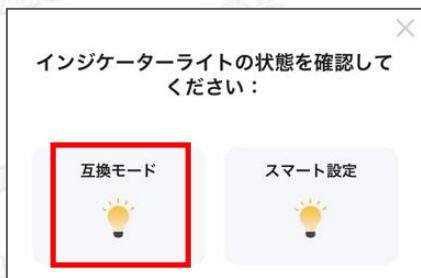 インジケーターライトの状態を確認して
ください：
互換モード
スマート設定